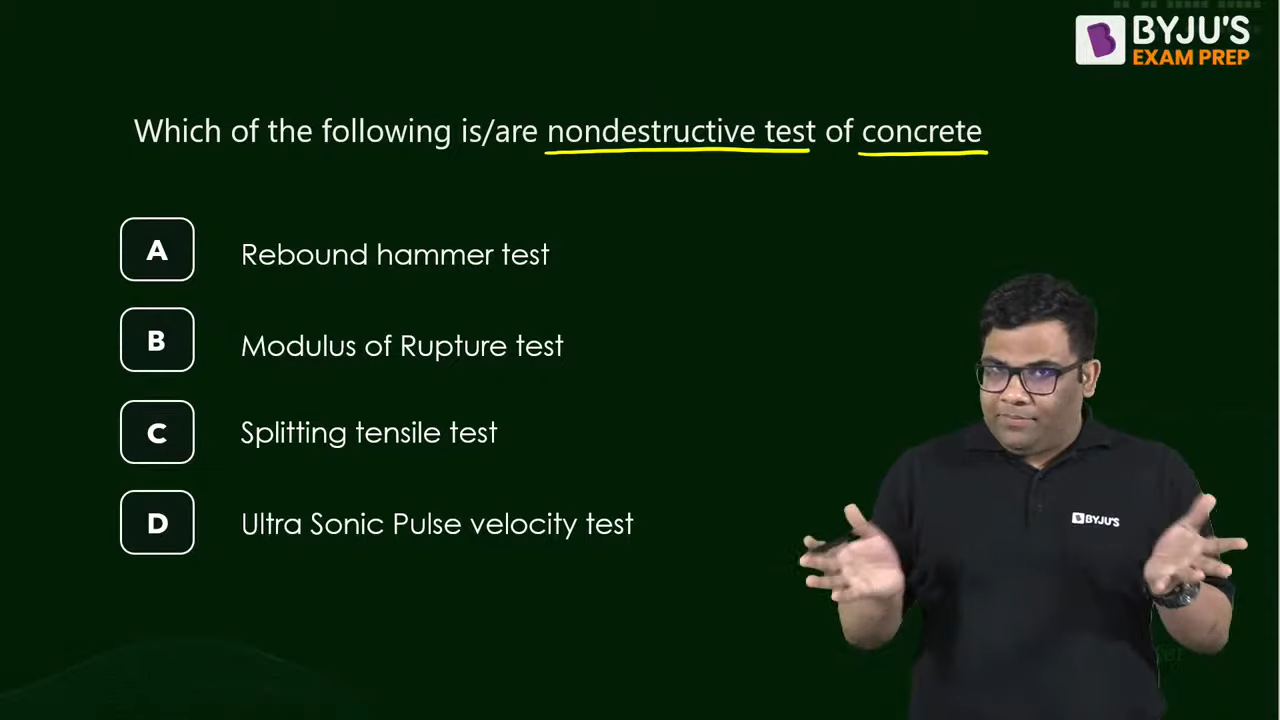 BYJU'S
EXAM PREP
Which of the following is/are nondestructive test of concrete
A Rebound hammer test
B Modulus of Rupture test
C Splitting tensile test
D Ultra Sonic Pulse velocity test
BYJU'S